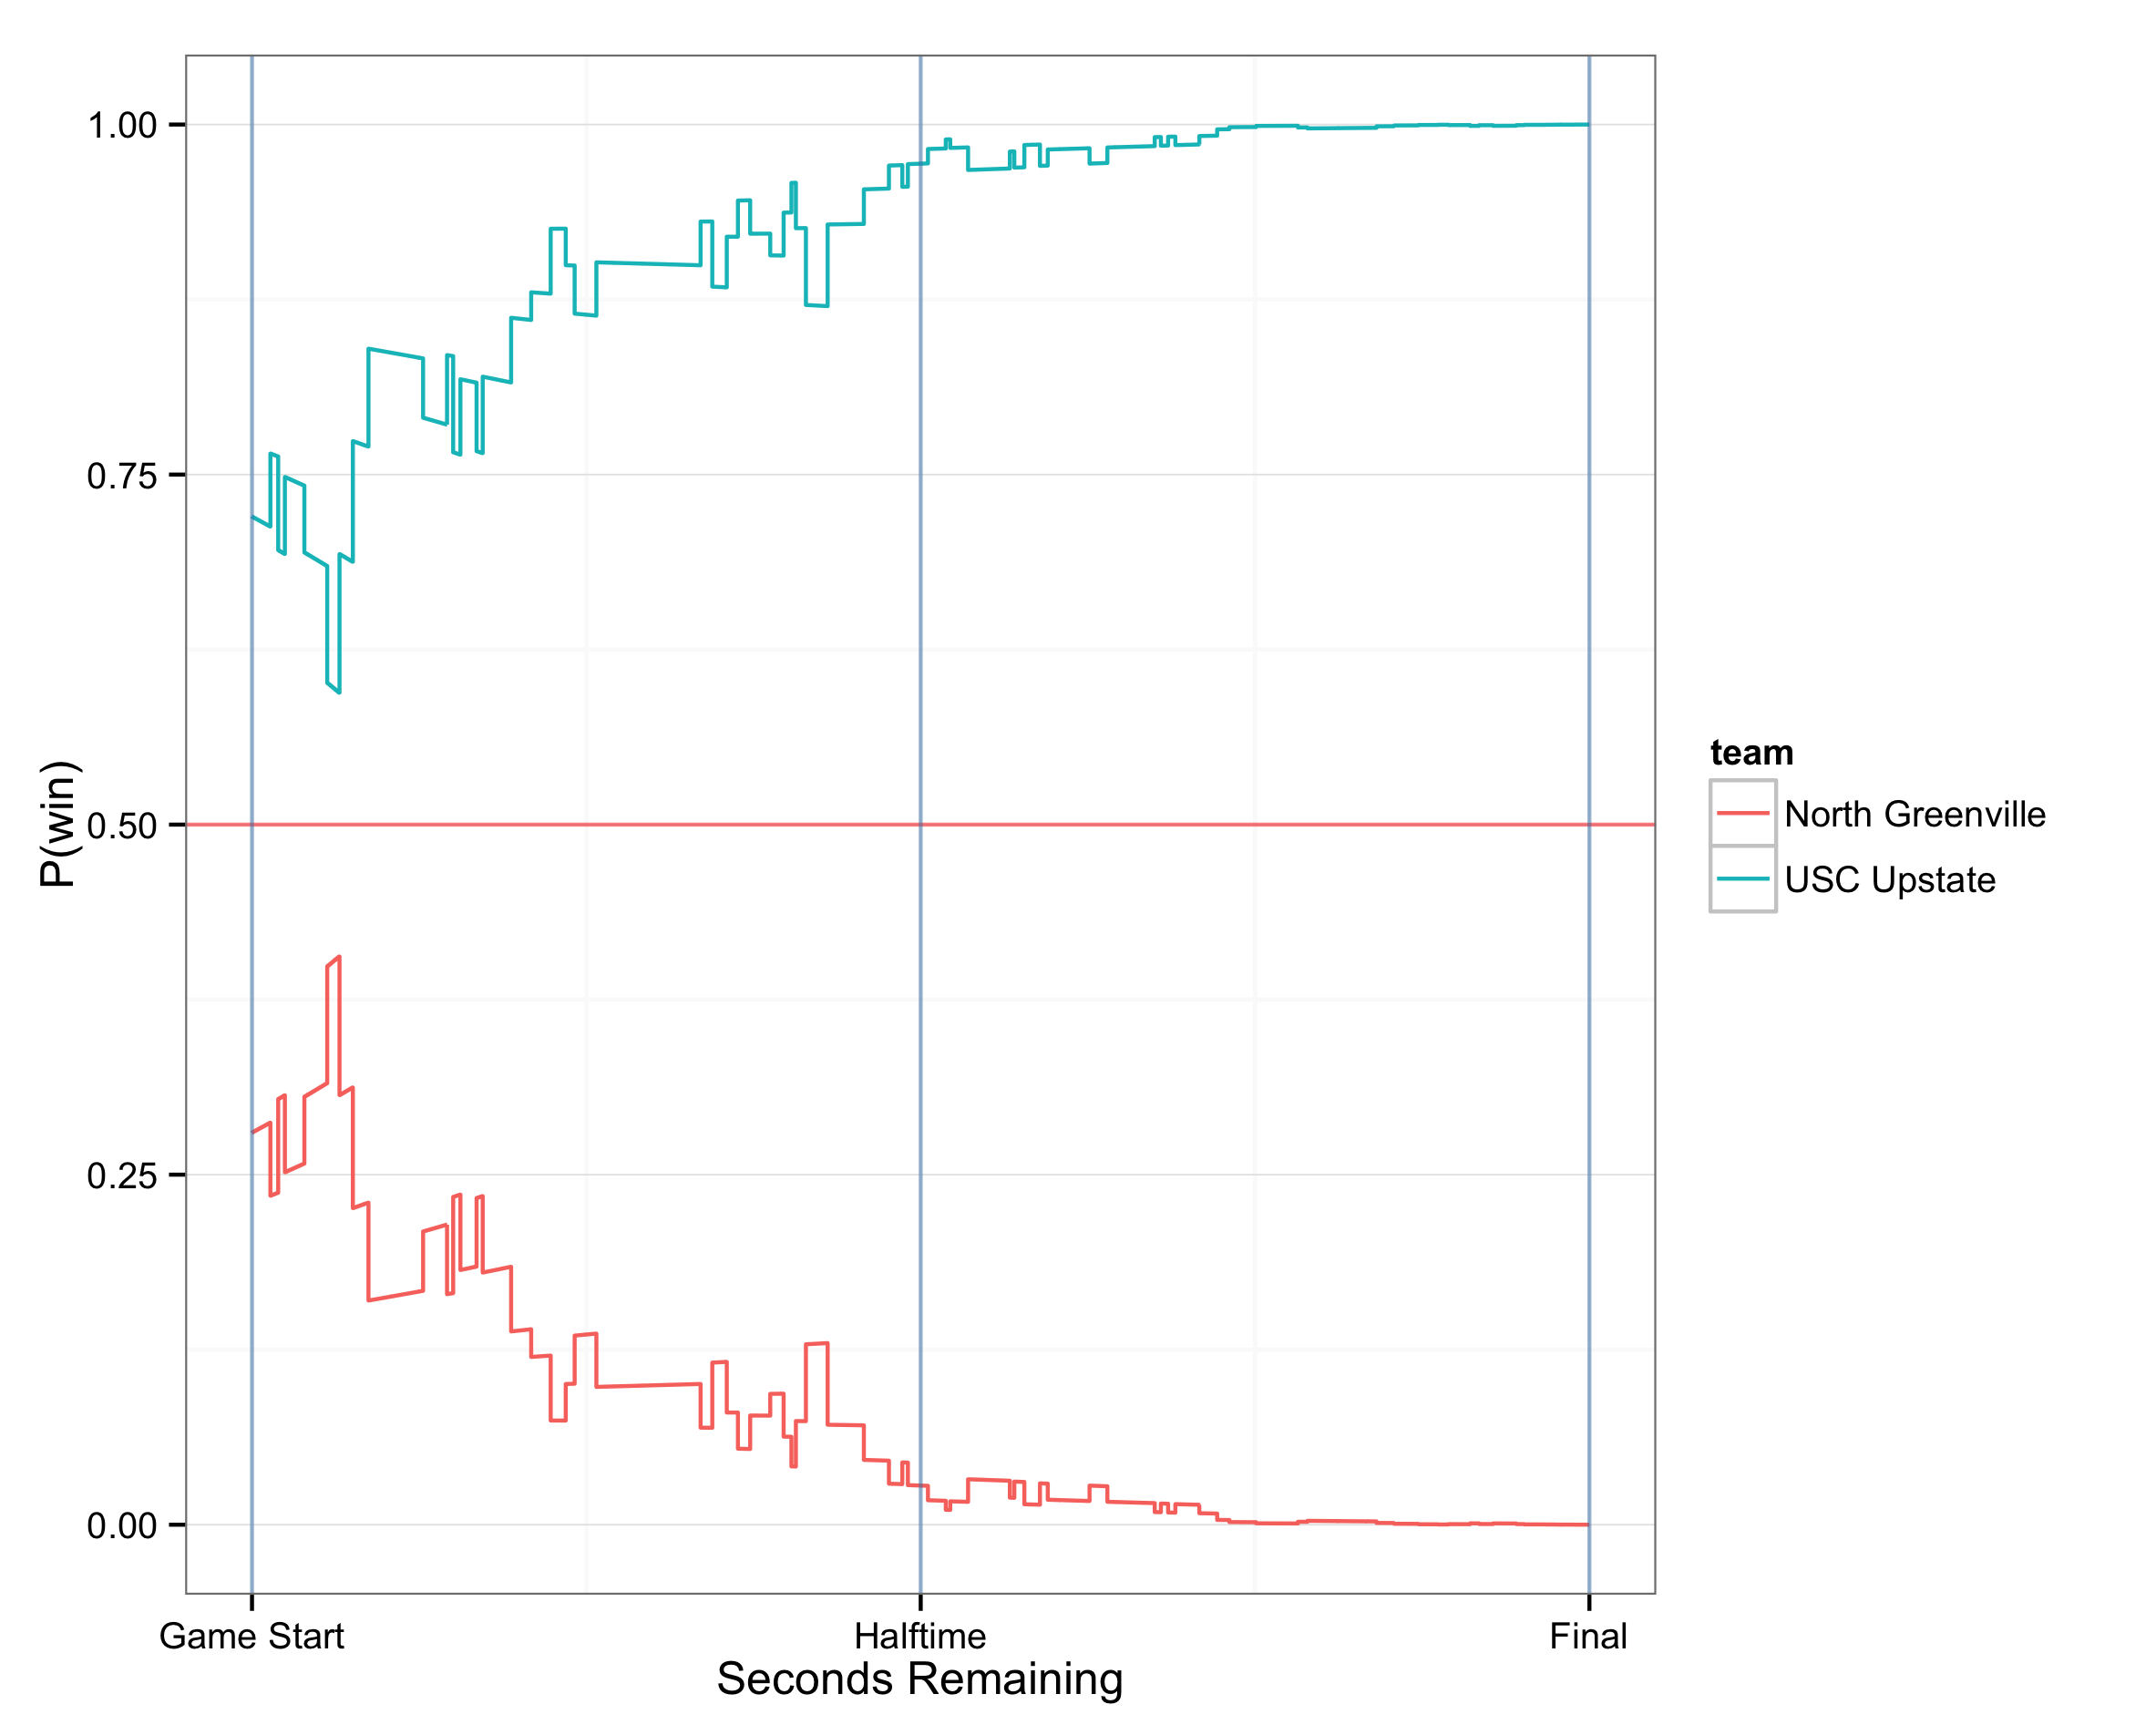 1.00
0.75
0.50
0.25
0.00
P(win)
Game Start
Halftime
Final
Seconds Remaining
team
North Greenville
USC Upstate